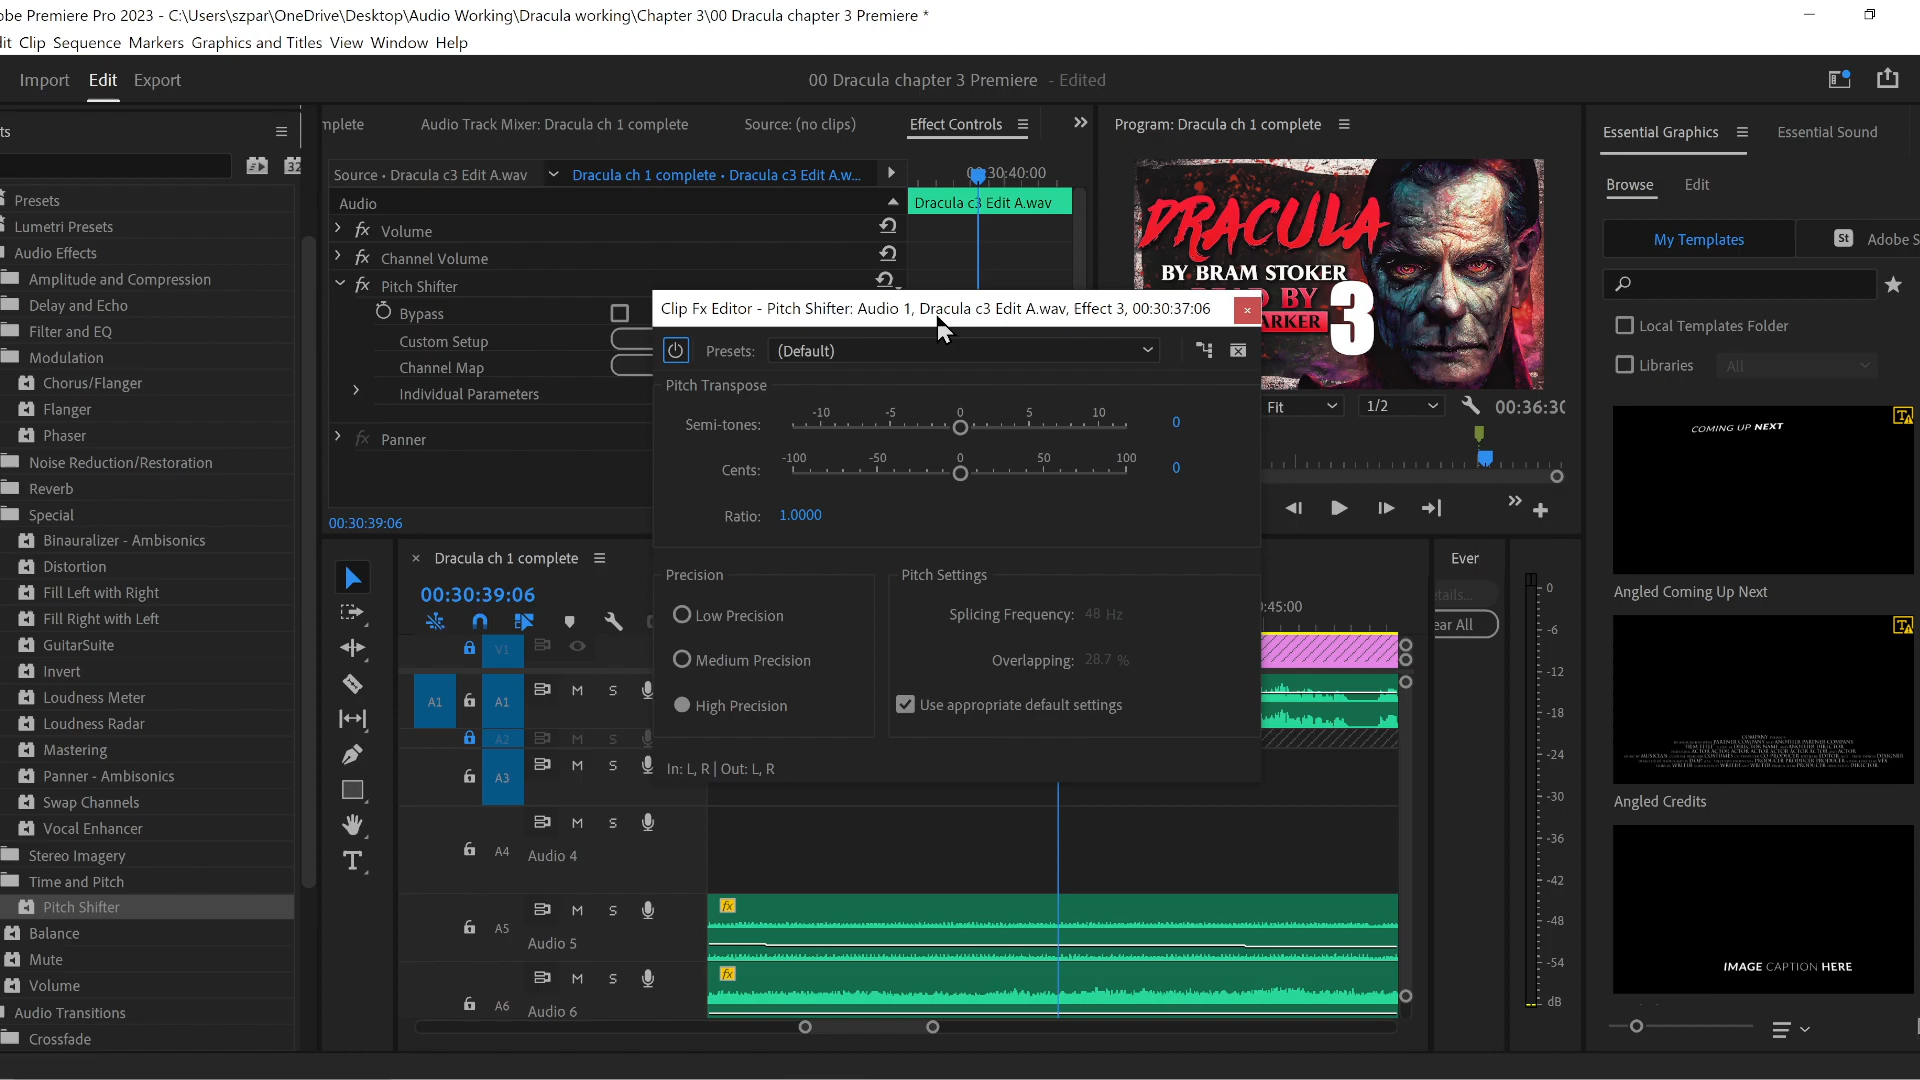 obe Premiere Pro 2023 - C:\Users\szpar\OneDrive\Desktop\Audio Working\Dracula working\Chapter 3\00 Dracula chapter 3 Premiere *
it Clip Sequence Markers Graphics and Titles View Window Help
Import Edit Export
00 Dracula chapter 3 Premiere - Edited
ts
32
Presets
Lumetri Presets
Audio Effects
Amplitude and Compression
Delay and Echo
Filter and EQ
Modulation
Chorus/Flanger
Flanger
Phaser
Noise Reduction/Restoration
Reverb
Special
Binauralizer - Ambisonics
Distortion
Fill Left with Right
Fill Right with Left
GuitarSuite
Invert
Loudness Meter
Loudness Radar
Mastering
Panner - Ambisonics
Swap Channels
Vocal Enhancer
Stereo Imagery
Time and Pitch
Pitch Shifter
Balance
Mute
Volume
Audio Transitions
Crossfade
mplete Audio Track Mixer: Dracula ch 1 complete Source: (no clips) Effect Controls
Source • Dracula c3 Edit A.wav Dracula ch 1 complete • Dracula c3 Edit A.w...
:30:40:00
Audio Dracula c3 Edit A.wav
fx Volume
fx Channel Volume
fx Pitch Shifter
Bypass
Custom Setup
Channel Map
Individual Parameters
fx Panner
00:30:39:06
Clip Fx Editor - Pitch Shifter: Audio 1, Dracula c3 Edit A.wav, Effect 3, 00:30:37:06
Presets: (Default)
Pitch Transpose
-10 -5 0 5 10
Semi-tones: 0
-100 -50 0 50 100
Cents: 0
Ratio: 1.0000
Precision
Low Precision
Medium Precision
High Precision
Pitch Settings
Splicing Frequency: 48 Hz
Overlapping: 28.7 %
Use appropriate default settings
In: L, R | Out: L, R
Program: Dracula ch 1 complete
DRACULA
BY BRAM STOKER
ARKER 3
Fit 1/2 00:36:30
Dracula ch 1 complete
00:30:39:06
:45:00
V1
A1 A1 M S
A2 M S
A3 M S
A4 M S
Audio 4
A5 M S
Audio 5
A6 M S
Audio 6
fx
fx
Ever
etails...
ear All
0
-6
-12
-18
-24
-30
-36
-42
-48
-54
dB
Essential Graphics Essential Sound
Browse Edit
My Templates St Adobe S
Local Templates Folder
Libraries All
COMING UP NEXT
Angled Coming Up Next
Angled Credits
IMAGE CAPTION HERE